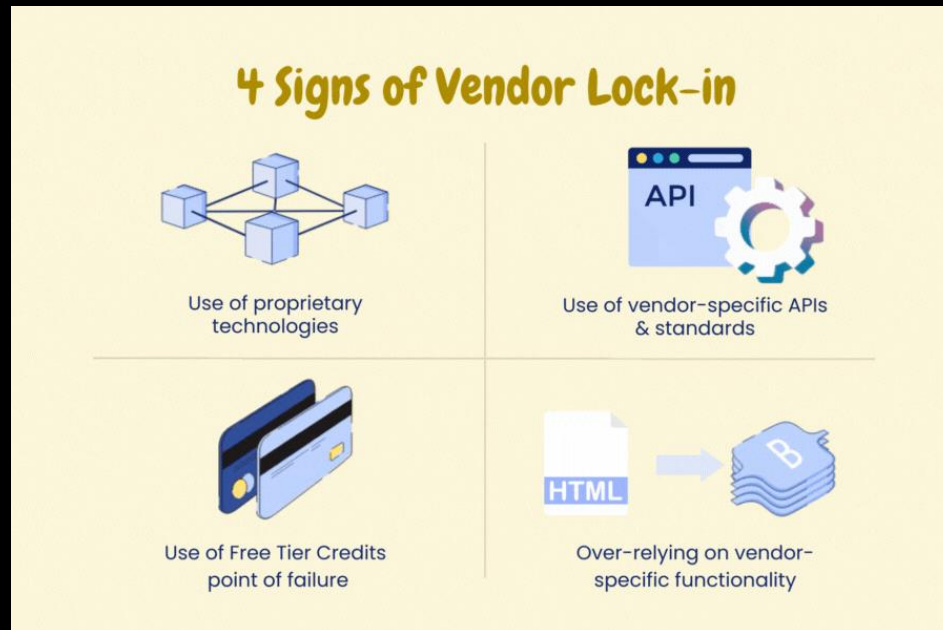 4 Signs of Vendor Lock-in
Use of proprietary
technologies
API
Use of vendor-specific APIs
& standards
Use of Free Tier Credits
point of failure
HTML
B
Over-relying on vendor-
specific functionality